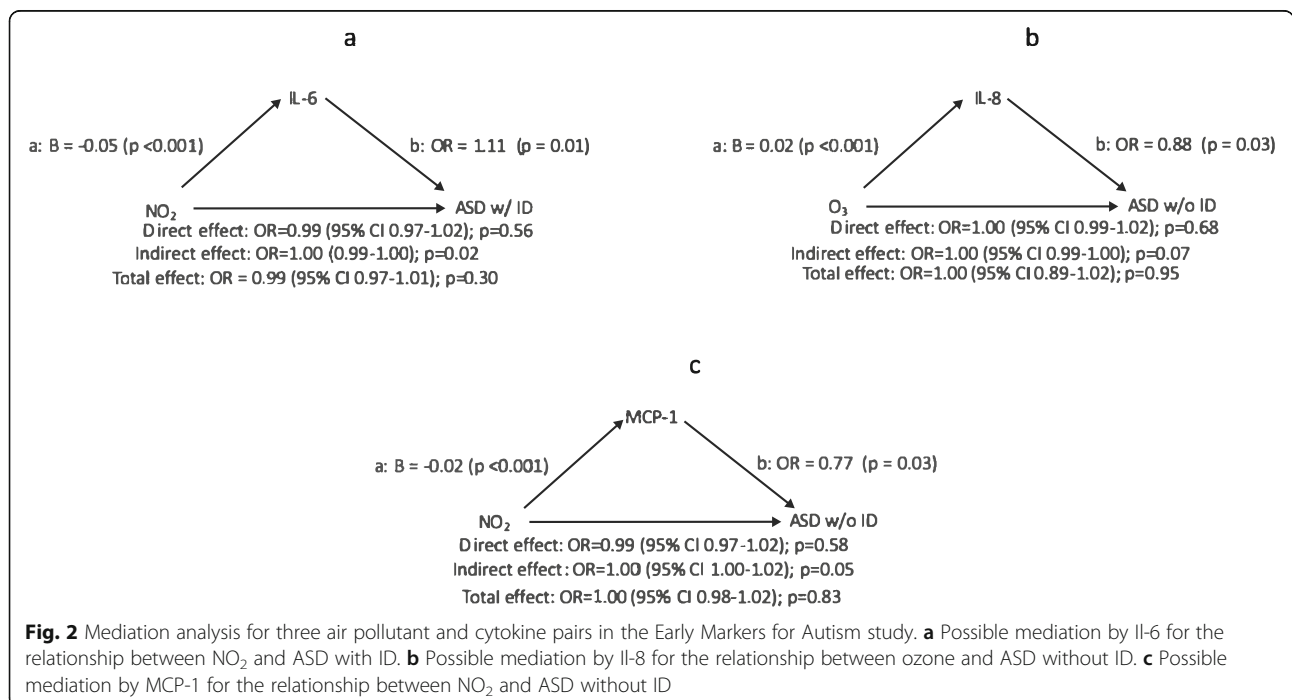 a
IL-6
a: B = -0.05 (p <0.001)
b: OR = 1.11 (p = 0.01)
NO₂
ASD w/ ID
Direct effect: OR=0.99 (95% CI 0.97-1.02); p=0.56
Indirect effect: OR=1.00 (0.99-1.00); p=0.02
Total effect: OR = 0.99 (95% CI 0.97-1.01); p=0.30
b
IL-8
a: B = 0.02 (p <0.001)
b: OR = 0.88 (p = 0.03)
O₃
ASD w/o ID
Direct effect: OR=1.00 (95% CI 0.99-1.02); p=0.68
Indirect effect: OR=1.00 (95% CI 0.99-1.00); p=0.07
Total effect: OR=1.00 (95% CI 0.89-1.02); p=0.95
c
MCP-1
a: B = -0.02 (p <0.001)
b: OR = 0.77 (p = 0.03)
NO₂
ASD w/o ID
Direct effect: OR=0.99 (95% CI 0.97-1.02); p=0.58
Indirect effect: OR=1.00 (95% CI 1.00-1.02); p=0.05
Total effect: OR=1.00 (95% CI 0.98-1.02); p=0.83
Fig. 2 Mediation analysis for three air pollutant and cytokine pairs in the Early Markers for Autism study. a Possible mediation by Il-6 for the
relationship between NO₂ and ASD with ID. b Possible mediation by Il-8 for the relationship between ozone and ASD without ID. c Possible
mediation by MCP-1 for the relationship between NO₂ and ASD without ID